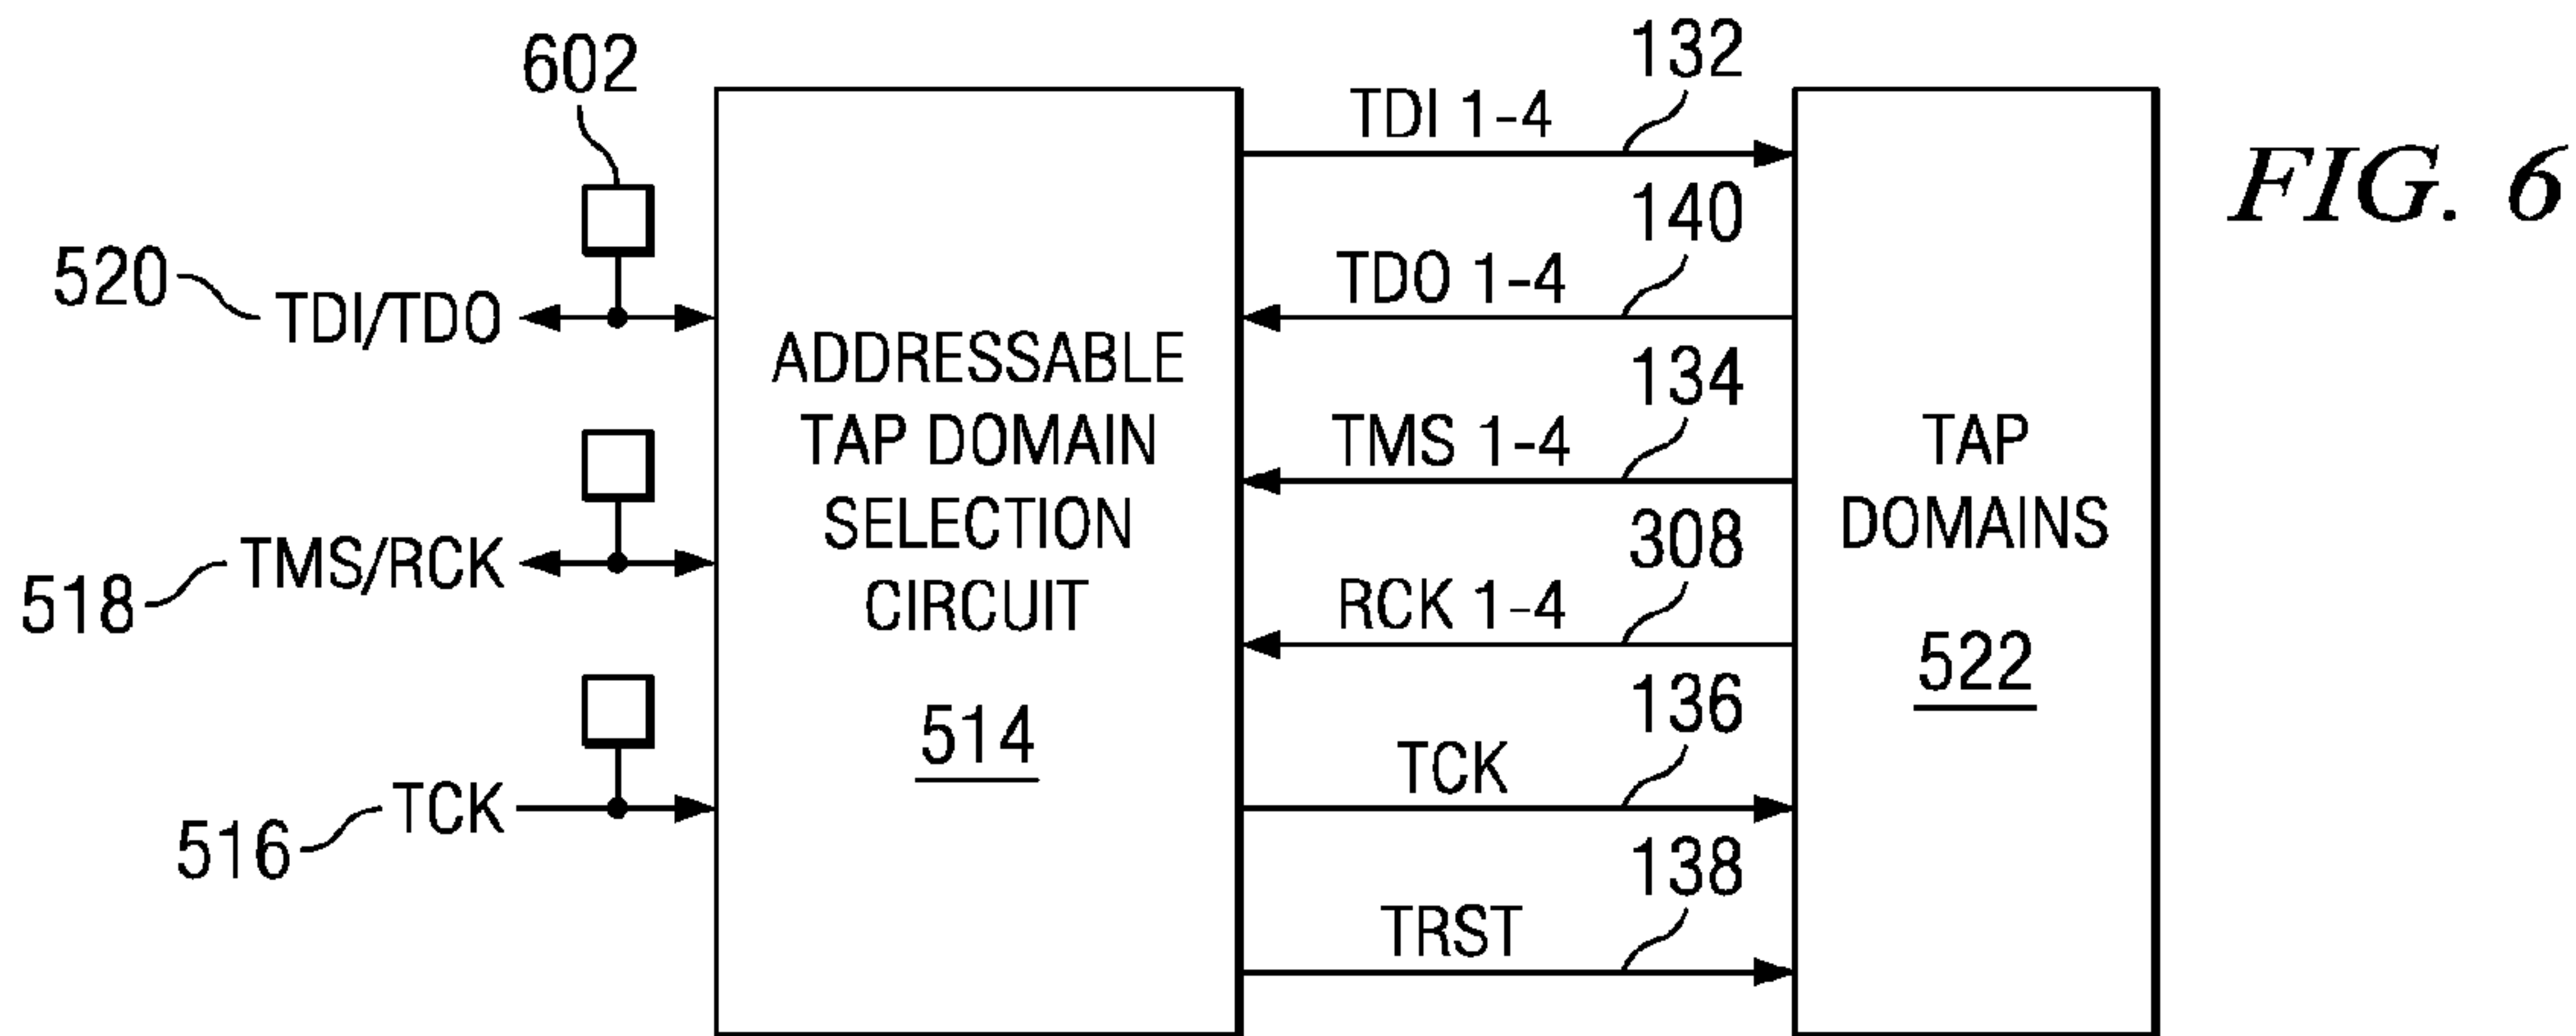 602
520
TDI/TDO
518
TMS/RCK
516
TCK
ADDRESSABLE
TAP DOMAIN
SELECTION
CIRCUIT
514
132
TDI 1-4
140
TDO 1-4
134
TMS 1-4
308
RCK 1-4
136
TCK
138
TRST
TAP
DOMAINS
522
FIG. 6